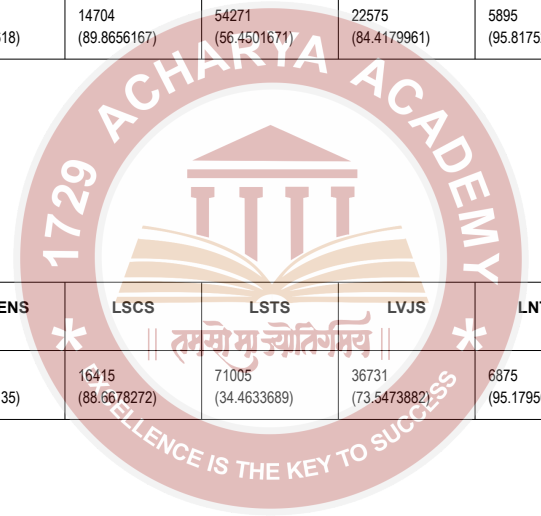 14704 54271 22575 5895
618) (89.8656167) (56.4501671) (84.4179961) (95.8175
1729 ACHARYA ACADEMY
ENS LSCS LSTS LVJS LNT
|| तमसो मा ज्योतिर्गमय ||
16415 71005 36731 6875
35) (88.6678272) (34.4633689) (73.5473882) (95.1795
EXCELLENCE IS THE KEY TO SUCCESS